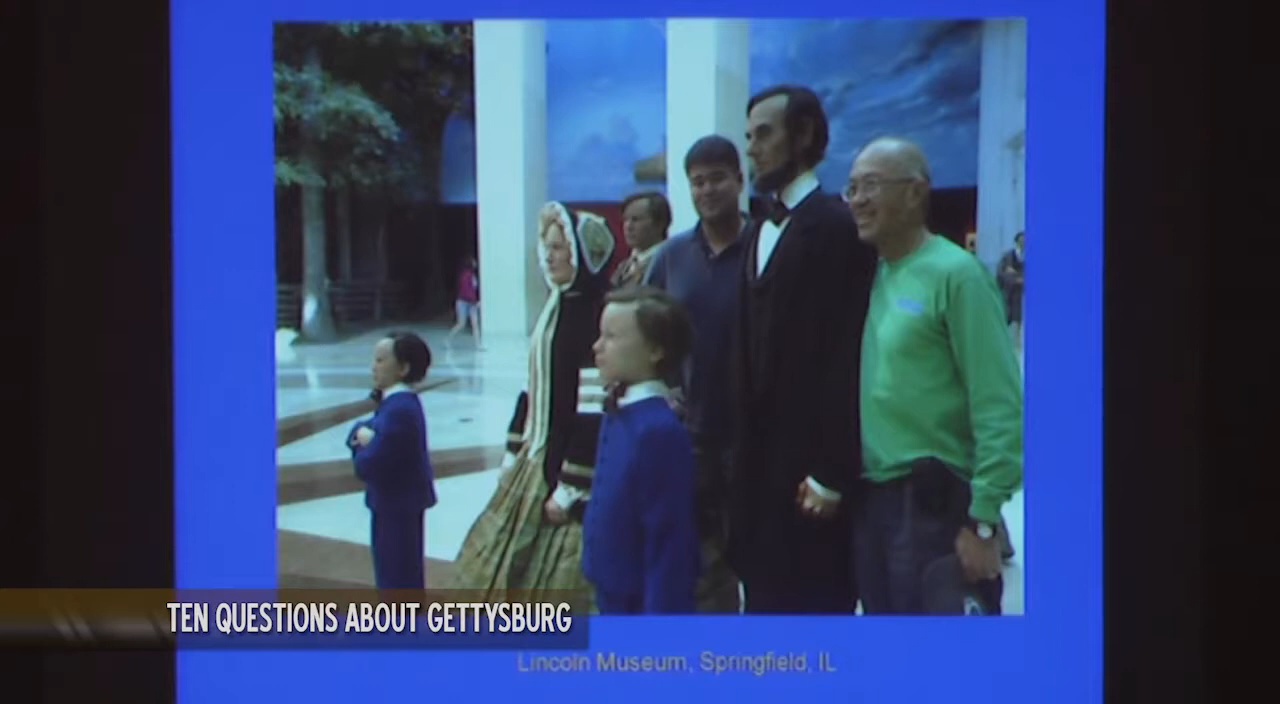 TEN QUESTIONS ABOUT GETTYSBURG
Lincoln Museum, Springfield, IL